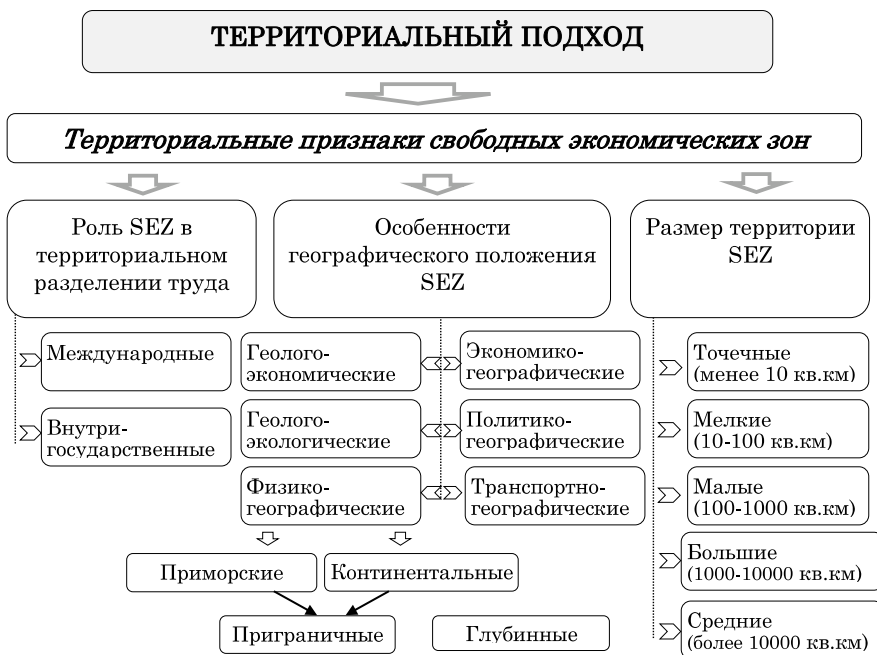 ТЕРРИТОРИАЛЬНЫЙ ПОДХОД
Территориальные признаки свободных экономических зон
Роль SEZ в
территориальном
разделении труда
Особенности
географического положения
SEZ
Размер территории
SEZ
Международные
Внутри-
государственные
Геолого-
экономические
Экономико-
географические
Геолого-
экологические
Политико-
географические
Физико-
географические
Транспортно-
географические
Приморские
Континентальные
Приграничные
Глубинные
Точечные
(менее 10 кв.км)
Мелкие
(10-100 кв.км)
Малые
(100-1000 кв.км)
Большие
(1000-10000 кв.км)
Средние
(более 10000 кв.км)